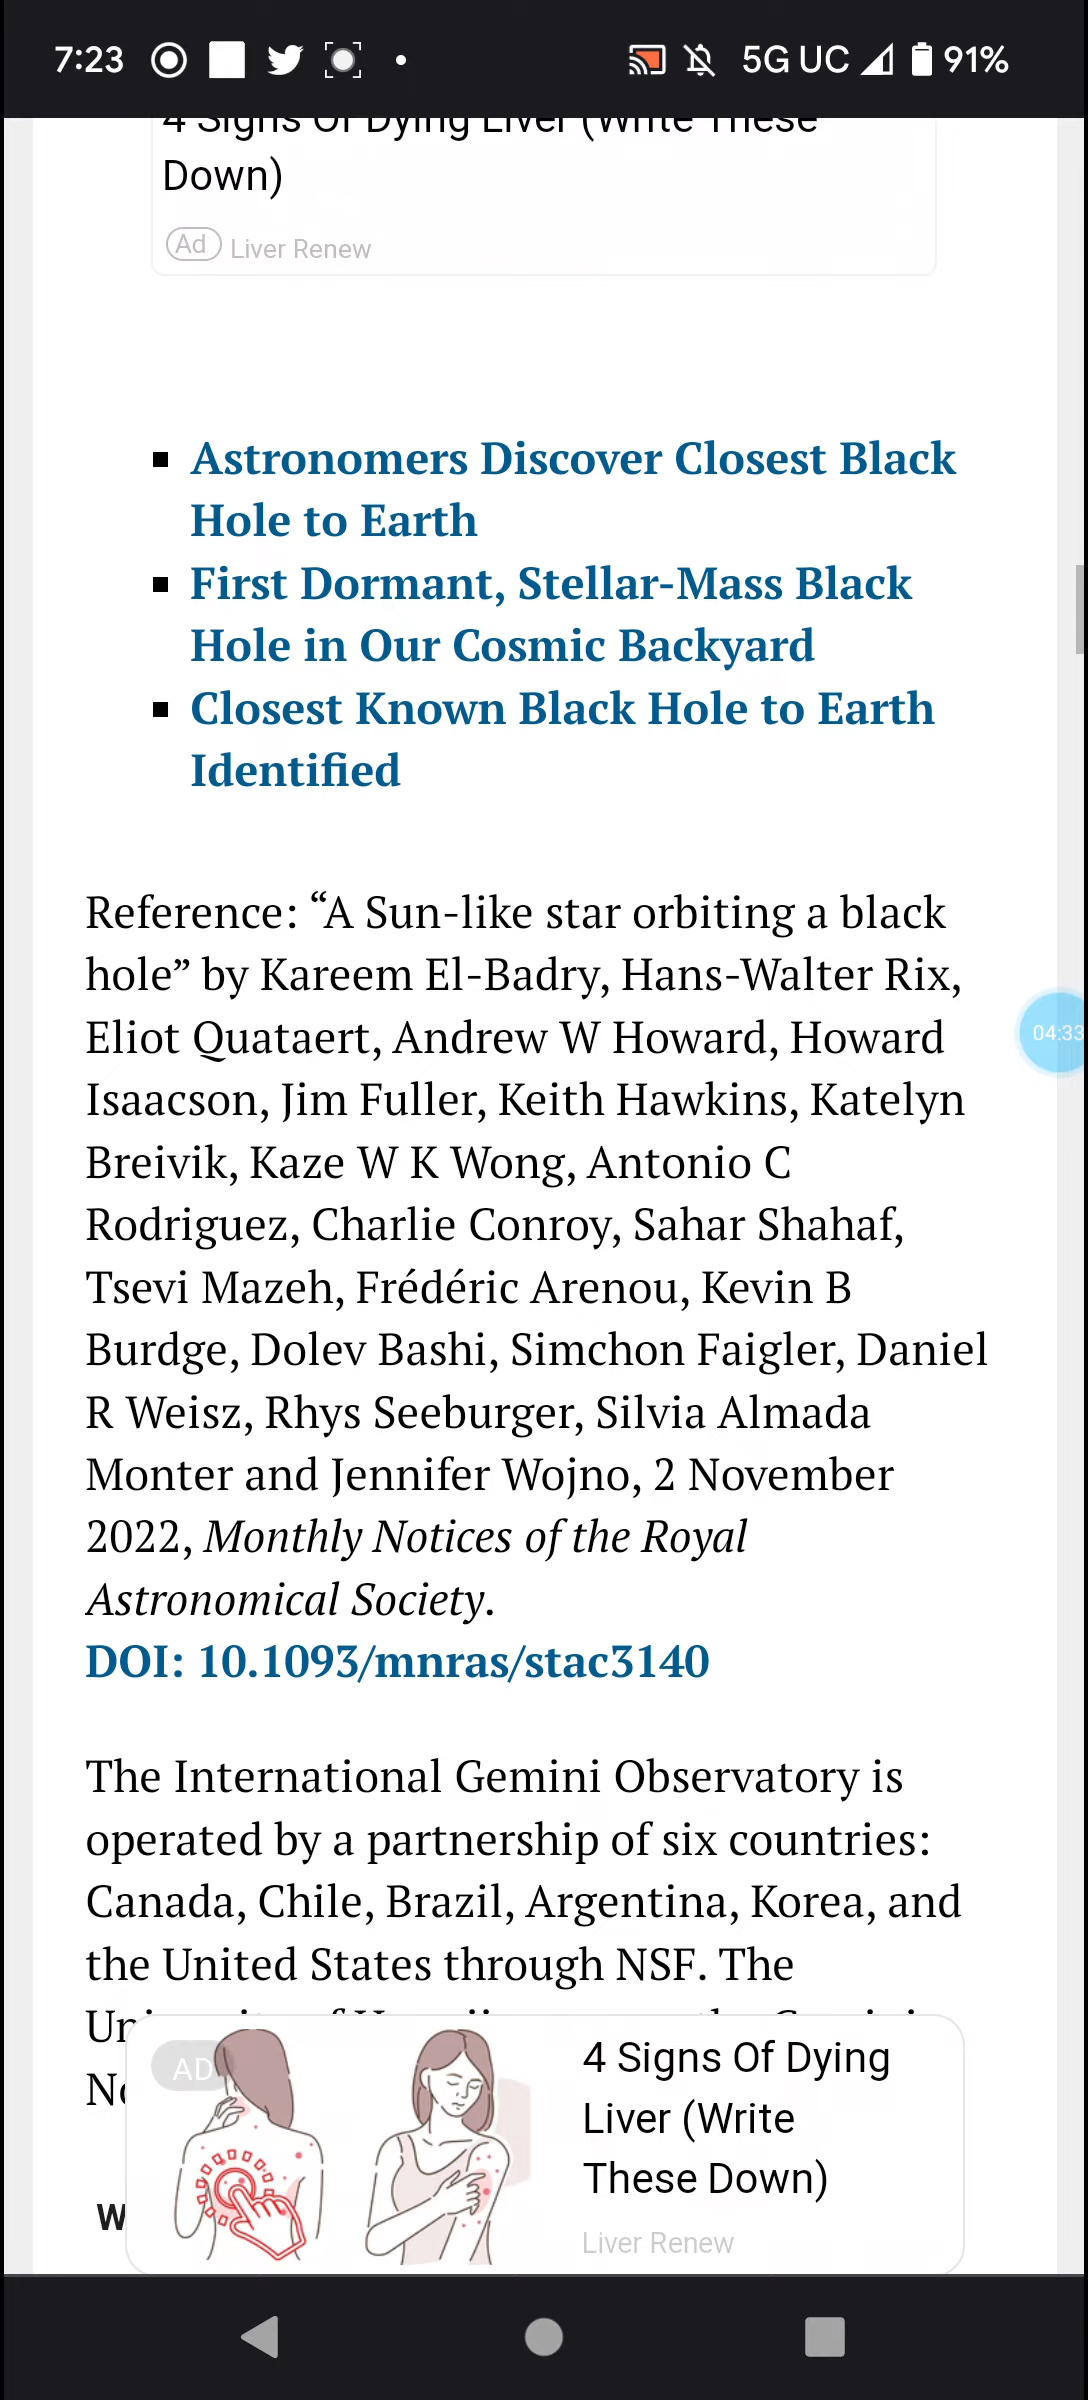 7:23 5G UC 91%
4 Signs Of Dying Liver (Write These
Down)
Ad Liver Renew
Astronomers Discover Closest Black
Hole to Earth
First Dormant, Stellar-Mass Black
Hole in Our Cosmic Backyard
Closest Known Black Hole to Earth
Identified
Reference: “A Sun-like star orbiting a black
hole” by Kareem El-Badry, Hans-Walter Rix,
04:33
Eliot Quataert, Andrew W Howard, Howard
Isaacson, Jim Fuller, Keith Hawkins, Katelyn
Breivik, Kaze W K Wong, Antonio C
Rodriguez, Charlie Conroy, Sahar Shahaf,
Tsevi Mazeh, Frédéric Arenou, Kevin B
Burdge, Dolev Bashi, Simchon Faigler, Daniel
R Weisz, Rhys Seeburger, Silvia Almada
Monter and Jennifer Wojno, 2 November
2022, Monthly Notices of the Royal
Astronomical Society.
DOI: 10.1093/mnras/stac3140
The International Gemini Observatory is
operated by a partnership of six countries:
Canada, Chile, Brazil, Argentina, Korea, and
the United States through NSF. The
AD
4 Signs Of Dying
Liver (Write
These Down)
Liver Renew